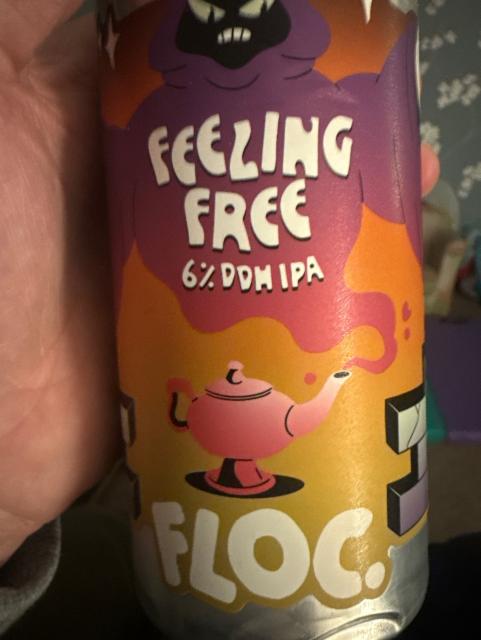 FEELING
FREE
6% DDH IPA
FLOC.